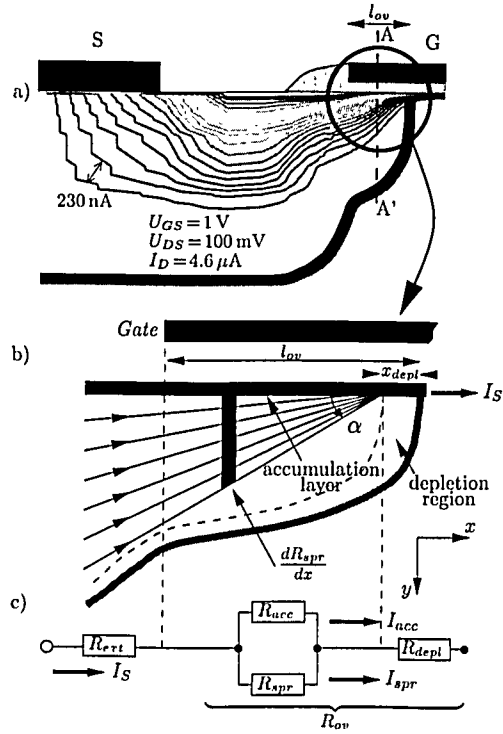 l_ov
S
A
G
a)
230 nA
A'
U_GS = 1 V
U_DS = 100 mV
I_D = 4.6 μA
Gate
b)
l_ov
x_depl
I_S
α
accumulation
layor
depletion
region
dR_spr
dx
x
y
c)
R_acc
I_acc
R_ext
R_depl
I_S
R_spr
I_spr
R_ov